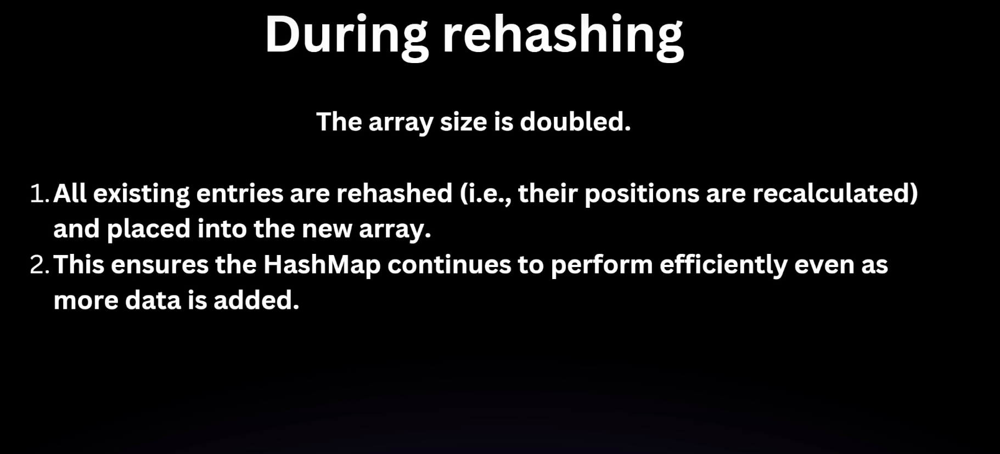 During rehashing
The array size is doubled.
1. All existing entries are rehashed (i.e., their positions are recalculated)
and placed into the new array.
2. This ensures the HashMap continues to perform efficiently even as
more data is added.